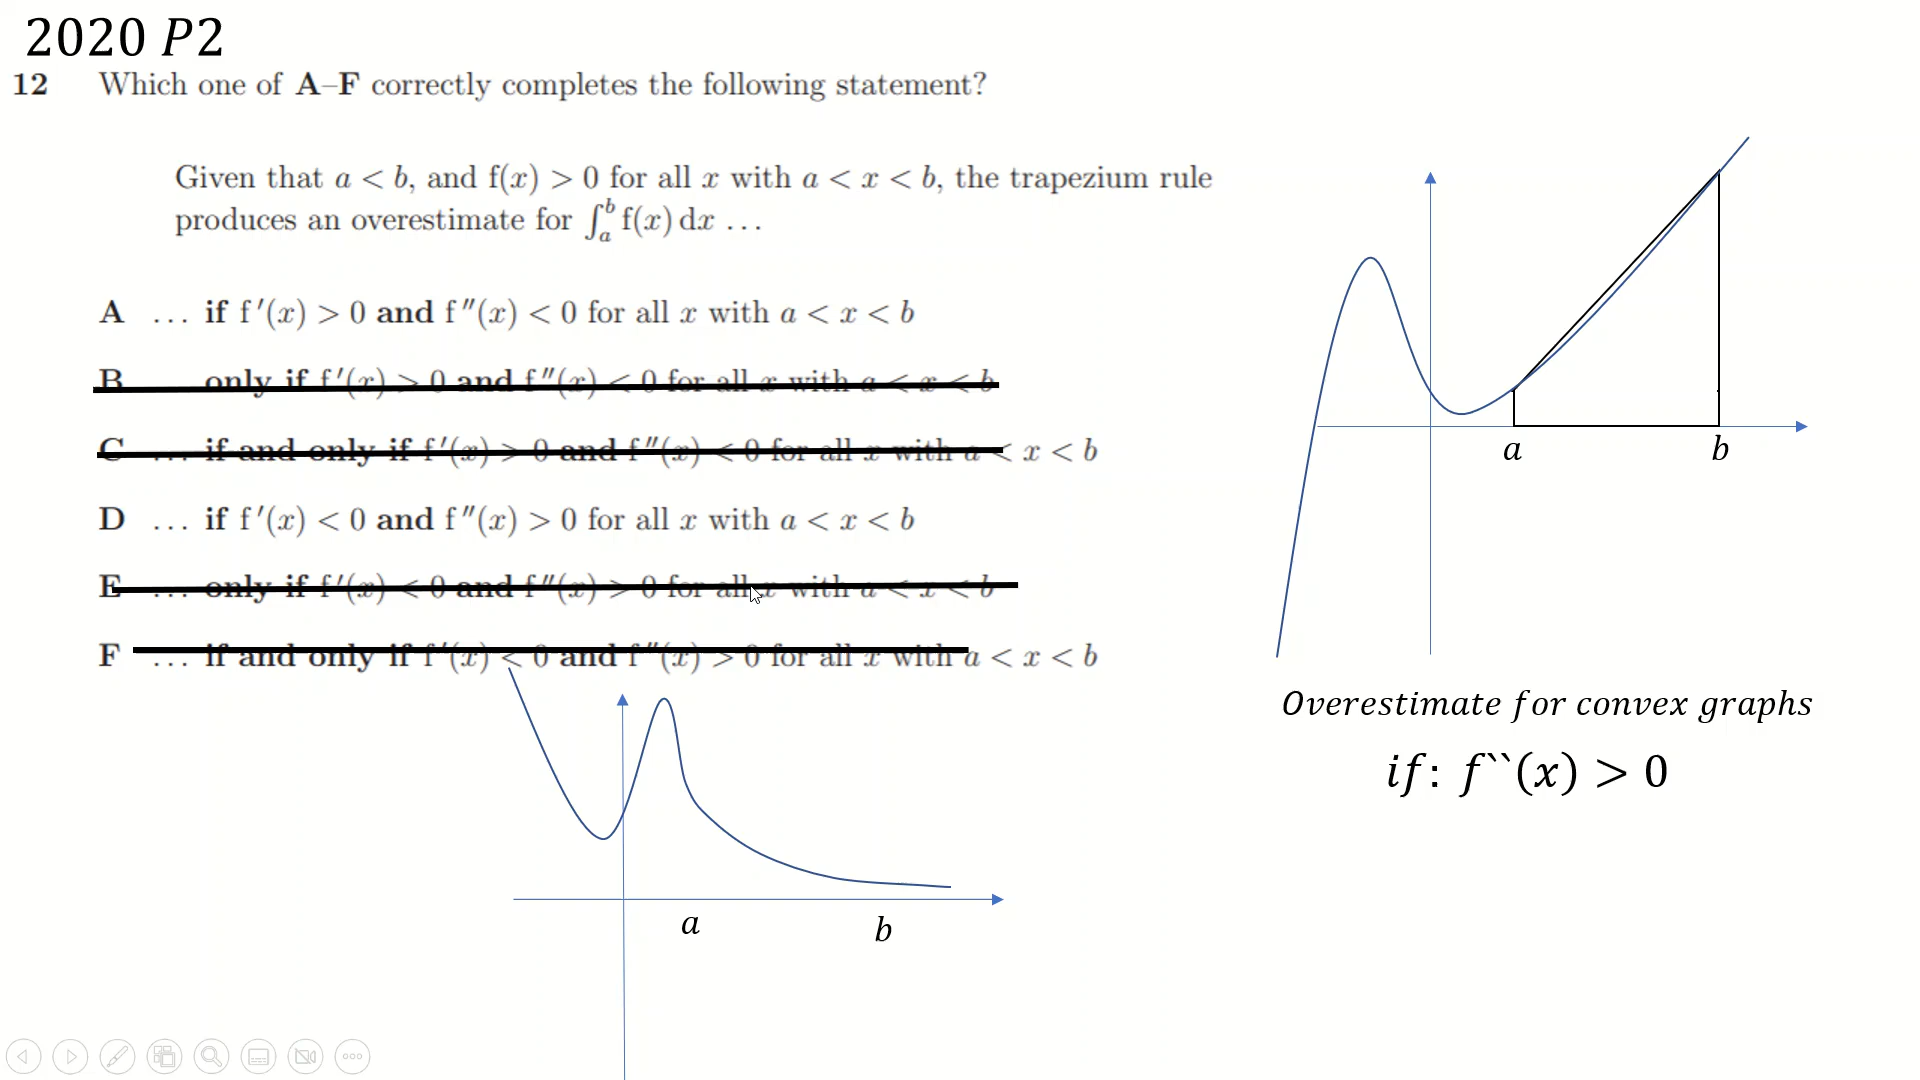 2020 P2
12 Which one of A–F correctly completes the following statement?
Given that a < b, and f(x) > 0 for all x with a < x < b, the trapezium rule
produces an overestimate for ∫ₐᵇ f(x) dx ...
A ... if f′(x) > 0 and f″(x) < 0 for all x with a < x < b
B ... only if f′(x) > 0 and f″(x) < 0 for all x with a < x < b
C ... if and only if f′(x) > 0 and f″(x) < 0 for all x with a < x < b
D ... if f′(x) < 0 and f″(x) > 0 for all x with a < x < b
E ... only if f′(x) < 0 and f″(x) > 0 for all x with a < x < b
F ... if and only if f′(x) < 0 and f″(x) > 0 for all x with a < x < b
a b
Overestimate for convex graphs
if: f``(x) > 0
a b